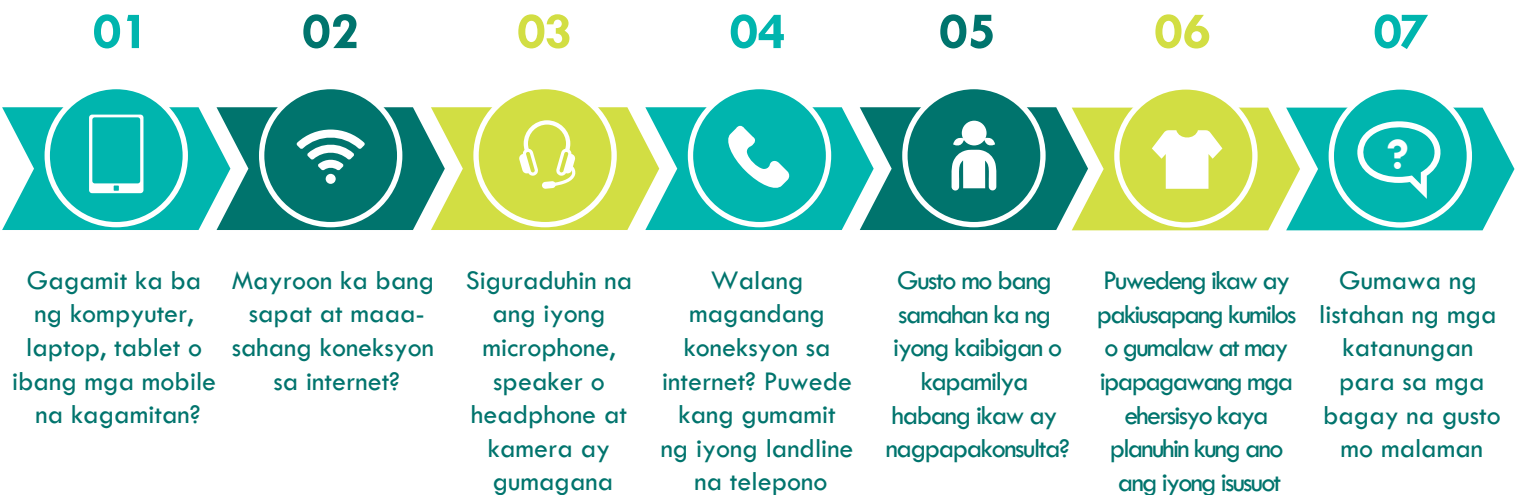 01
02
03
04
05
06
07
?
Gagamit ka ba
ng kompyuter,
laptop, tablet o
ibang mga mobile
na kagamitan?
Mayroon ka bang
sapat at maaa-
sahang koneksyon
sa internet?
Siguraduhin na
ang iyong
microphone,
speaker o
headphone at
kamera ay
gumagana
Walang
magandang
koneksyon sa
internet? Puwede
kang gumamit
ng iyong landline
na telepono
Gusto mo bang
samahan ka ng
iyong kaibigan o
kapamilya
habang ikaw ay
nagpapakonsulta?
Puwedeng ikaw ay
pakiusapang kumilos
o gumalaw at may
ipapagawang mga
ehersisyo kaya
planuhin kung ano
ang iyong isusuot
Gumawa ng
listahan ng mga
katanungan
para sa mga
bagay na gusto
mo malaman